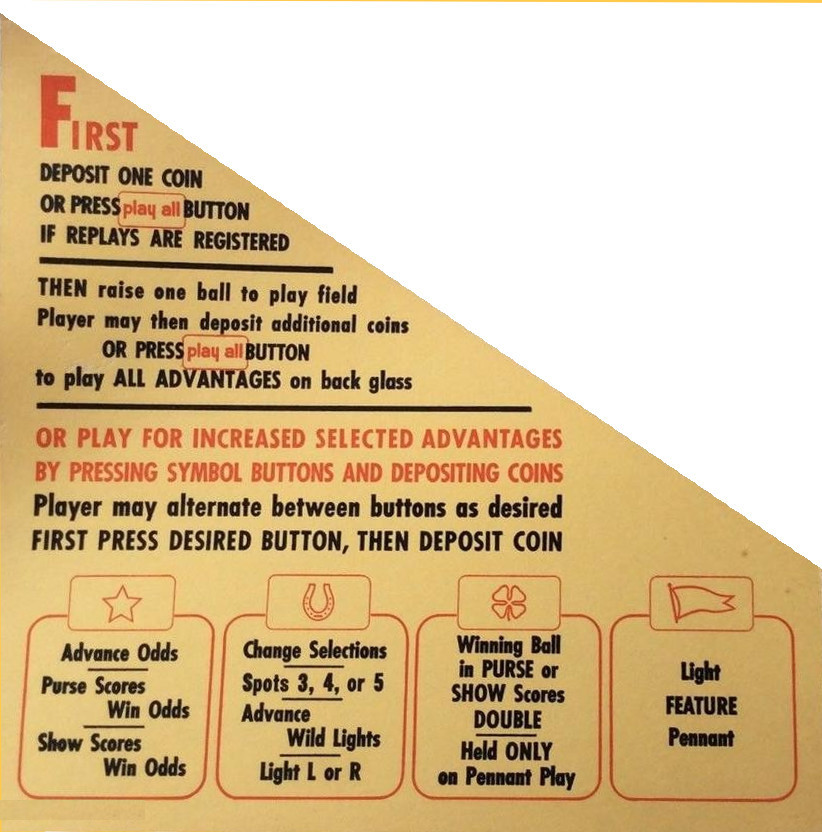 FIRST
DEPOSIT ONE COIN
OR PRESS play all BUTTON
IF REPLAYS ARE REGISTERED
THEN raise one ball to play field
Player may then deposit additional coins
OR PRESS play all BUTTON
to play ALL ADVANTAGES on back glass
OR PLAY FOR INCREASED SELECTED ADVANTAGES
BY PRESSING SYMBOL BUTTONS AND DEPOSITING COINS
Player may alternate between buttons as desired
FIRST PRESS DESIRED BUTTON, THEN DEPOSIT COIN
Advance Odds
Purse Scores
Win Odds
Show Scores
Win Odds
Change Selections
Spots 3, 4, or 5
Advance
Wild Lights
Light L or R
Winning Ball
in PURSE or
SHOW Scores
DOUBLE
Held ONLY
on Pennant Play
Light
FEATURE
Pennant